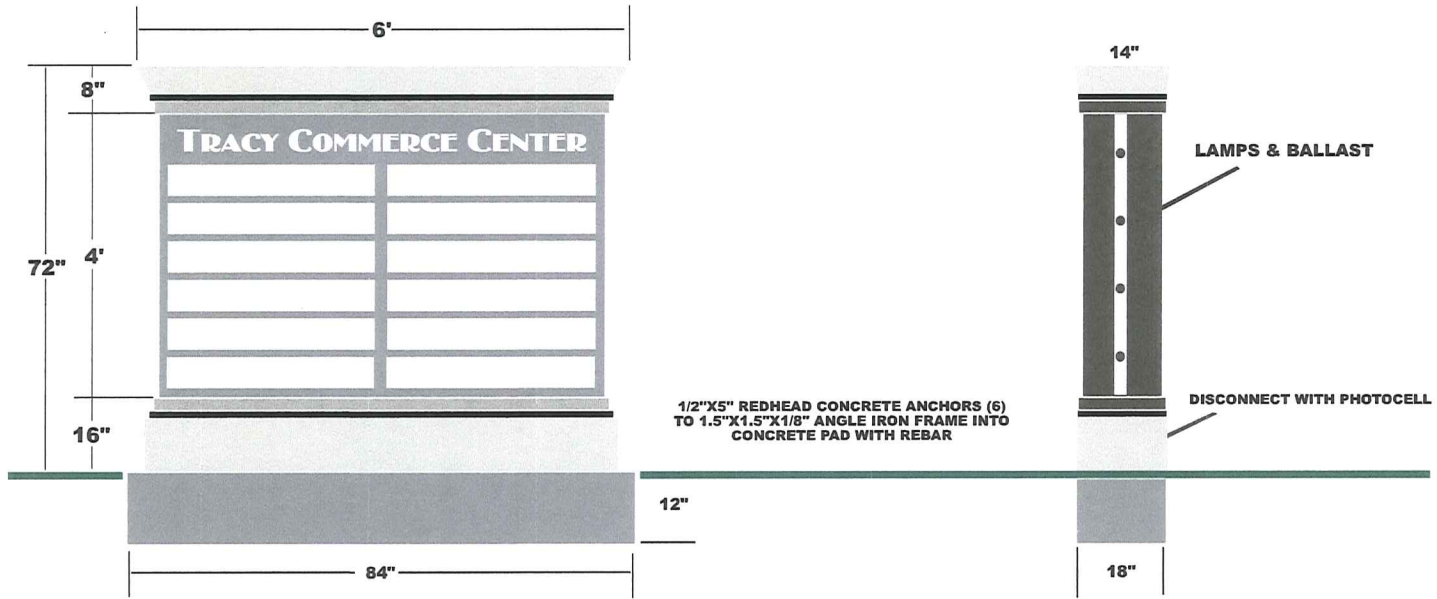 6'
14"
8"
TRACY COMMERCE CENTER
LAMPS & BALLAST
72"
4'
1/2"X5" REDHEAD CONCRETE ANCHORS (6)
TO 1.5"X1.5"X1/8" ANGLE IRON FRAME INTO
CONCRETE PAD WITH REBAR
DISCONNECT WITH PHOTOCELL
16"
12"
84"
18"